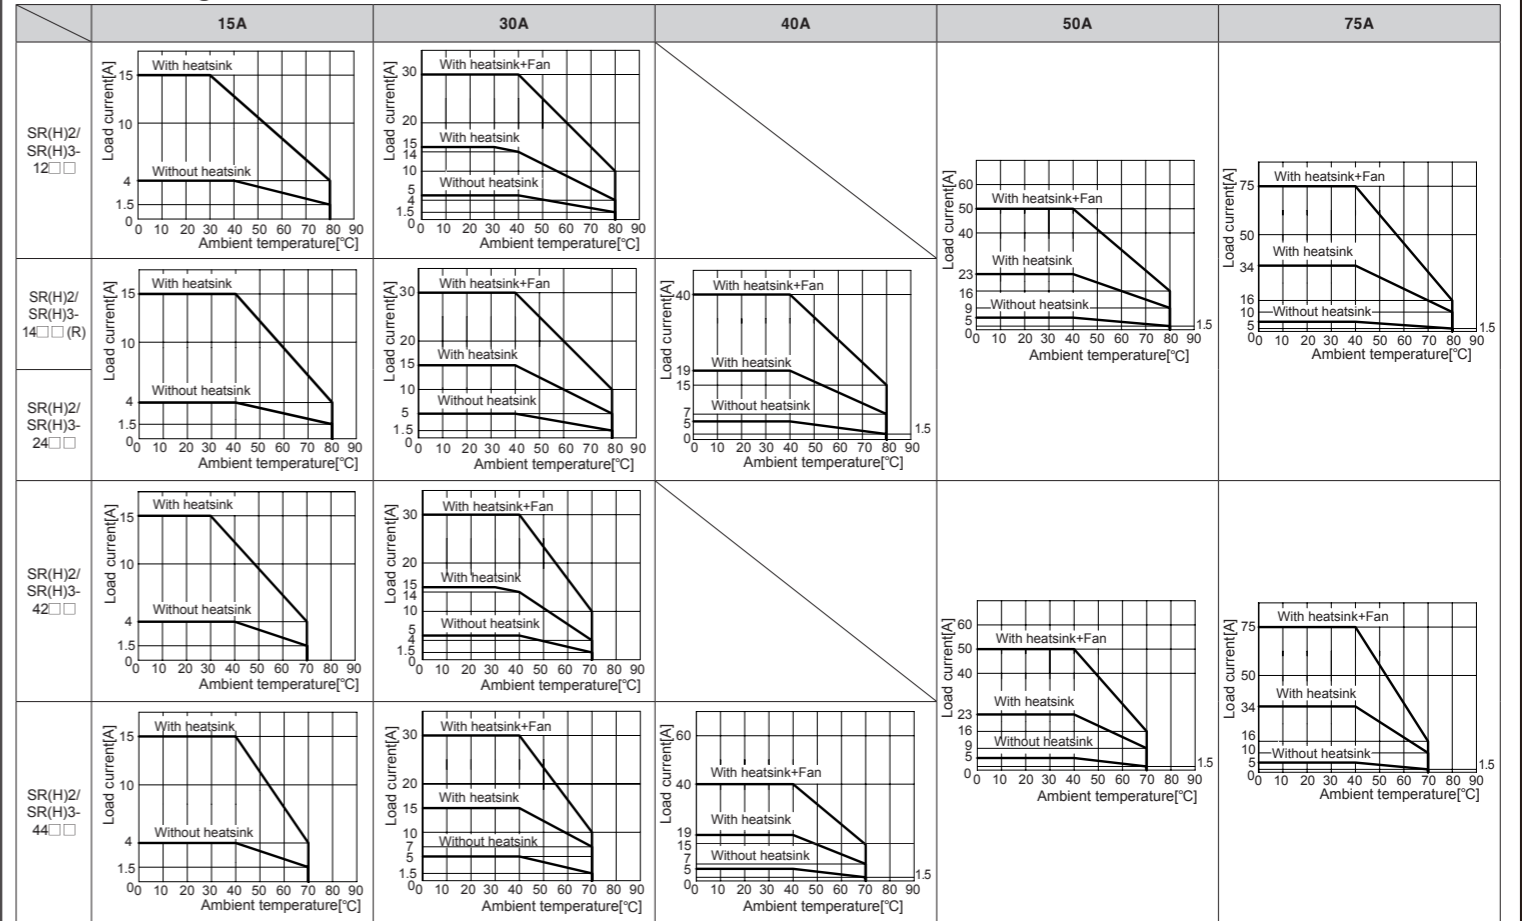 15A 30A 40A 50A 75A
SR(H)2/
SR(H)3-
12□□
Load current[A]
15
10
4
1.5
0
With heatsink
Without heatsink
0 10 20 30 40 50 60 70 80 90
Ambient temperature[℃]
Load current[A]
30
20
15
14
10
5
4
1.5
0
With heatsink+Fan
With heatsink
Without heatsink
0 10 20 30 40 50 60 70 80 90
Ambient temperature[℃]
Load current[A]
60
50
40
23
16
9
5
0
With heatsink+Fan
With heatsink
Without heatsink
1.5
0 10 20 30 40 50 60 70 80 90
Ambient temperature[℃]
Load current[A]
75
50
34
16
10
5
0
With heatsink+Fan
With heatsink
Without heatsink
1.5
0 10 20 30 40 50 60 70 80 90
Ambient temperature[℃]
SR(H)2/
SR(H)3-
14□□(R)
SR(H)2/
SR(H)3-
24□□
Load current[A]
15
10
4
1.5
0
With heatsink
Without heatsink
0 10 20 30 40 50 60 70 80 90
Ambient temperature[℃]
Load current[A]
30
20
15
10
5
1.5
0
With heatsink+Fan
With heatsink
Without heatsink
0 10 20 30 40 50 60 70 80 90
Ambient temperature[℃]
Load current[A]
40
19
15
7
5
0
With heatsink+Fan
With heatsink
Without heatsink
1.5
0 10 20 30 40 50 60 70 80 90
Ambient temperature[℃]
SR(H)2/
SR(H)3-
42□□
Load current[A]
15
10
4
1.5
0
With heatsink
Without heatsink
0 10 20 30 40 50 60 70 80 90
Ambient temperature[℃]
Load current[A]
30
20
15
14
10
5
4
1.5
0
With heatsink+Fan
With heatsink
Without heatsink
0 10 20 30 40 50 60 70 80 90
Ambient temperature[℃]
Load current[A]
60
50
40
23
16
9
5
0
With heatsink+Fan
With heatsink
Without heatsink
1.5
0 10 20 30 40 50 60 70 80 90
Ambient temperature[℃]
Load current[A]
75
50
34
16
10
5
0
With heatsink+Fan
With heatsink
Without heatsink
1.5
0 10 20 30 40 50 60 70 80 90
Ambient temperature[℃]
SR(H)2/
SR(H)3-
44□□
Load current[A]
15
10
4
1.5
0
With heatsink
Without heatsink
0 10 20 30 40 50 60 70 80 90
Ambient temperature[℃]
Load current[A]
30
20
15
10
7
5
1.5
0
With heatsink+Fan
With heatsink
Without heatsink
0 10 20 30 40 50 60 70 80 90
Ambient temperature[℃]
Load current[A]
60
40
19
15
7
5
0
With heatsink+Fan
With heatsink
Without heatsink
1.5
0 10 20 30 40 50 60 70 80 90
Ambient temperature[℃]